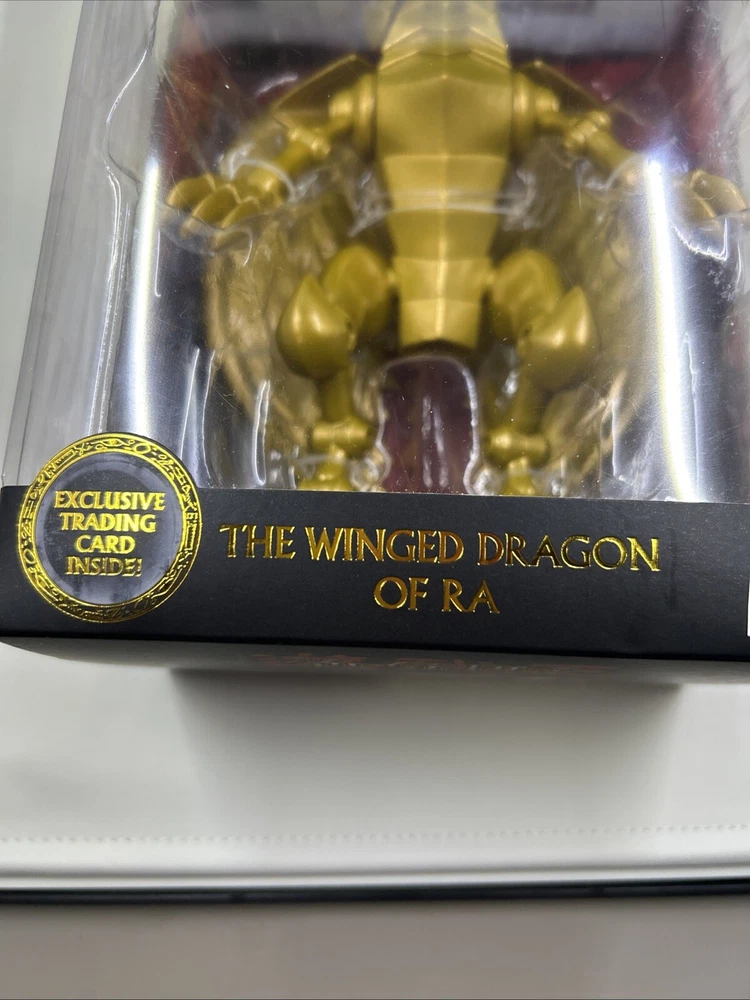 EXCLUSIVE
TRADING
CARD
INSIDE!
THE WINGED DRAGON
OF RA